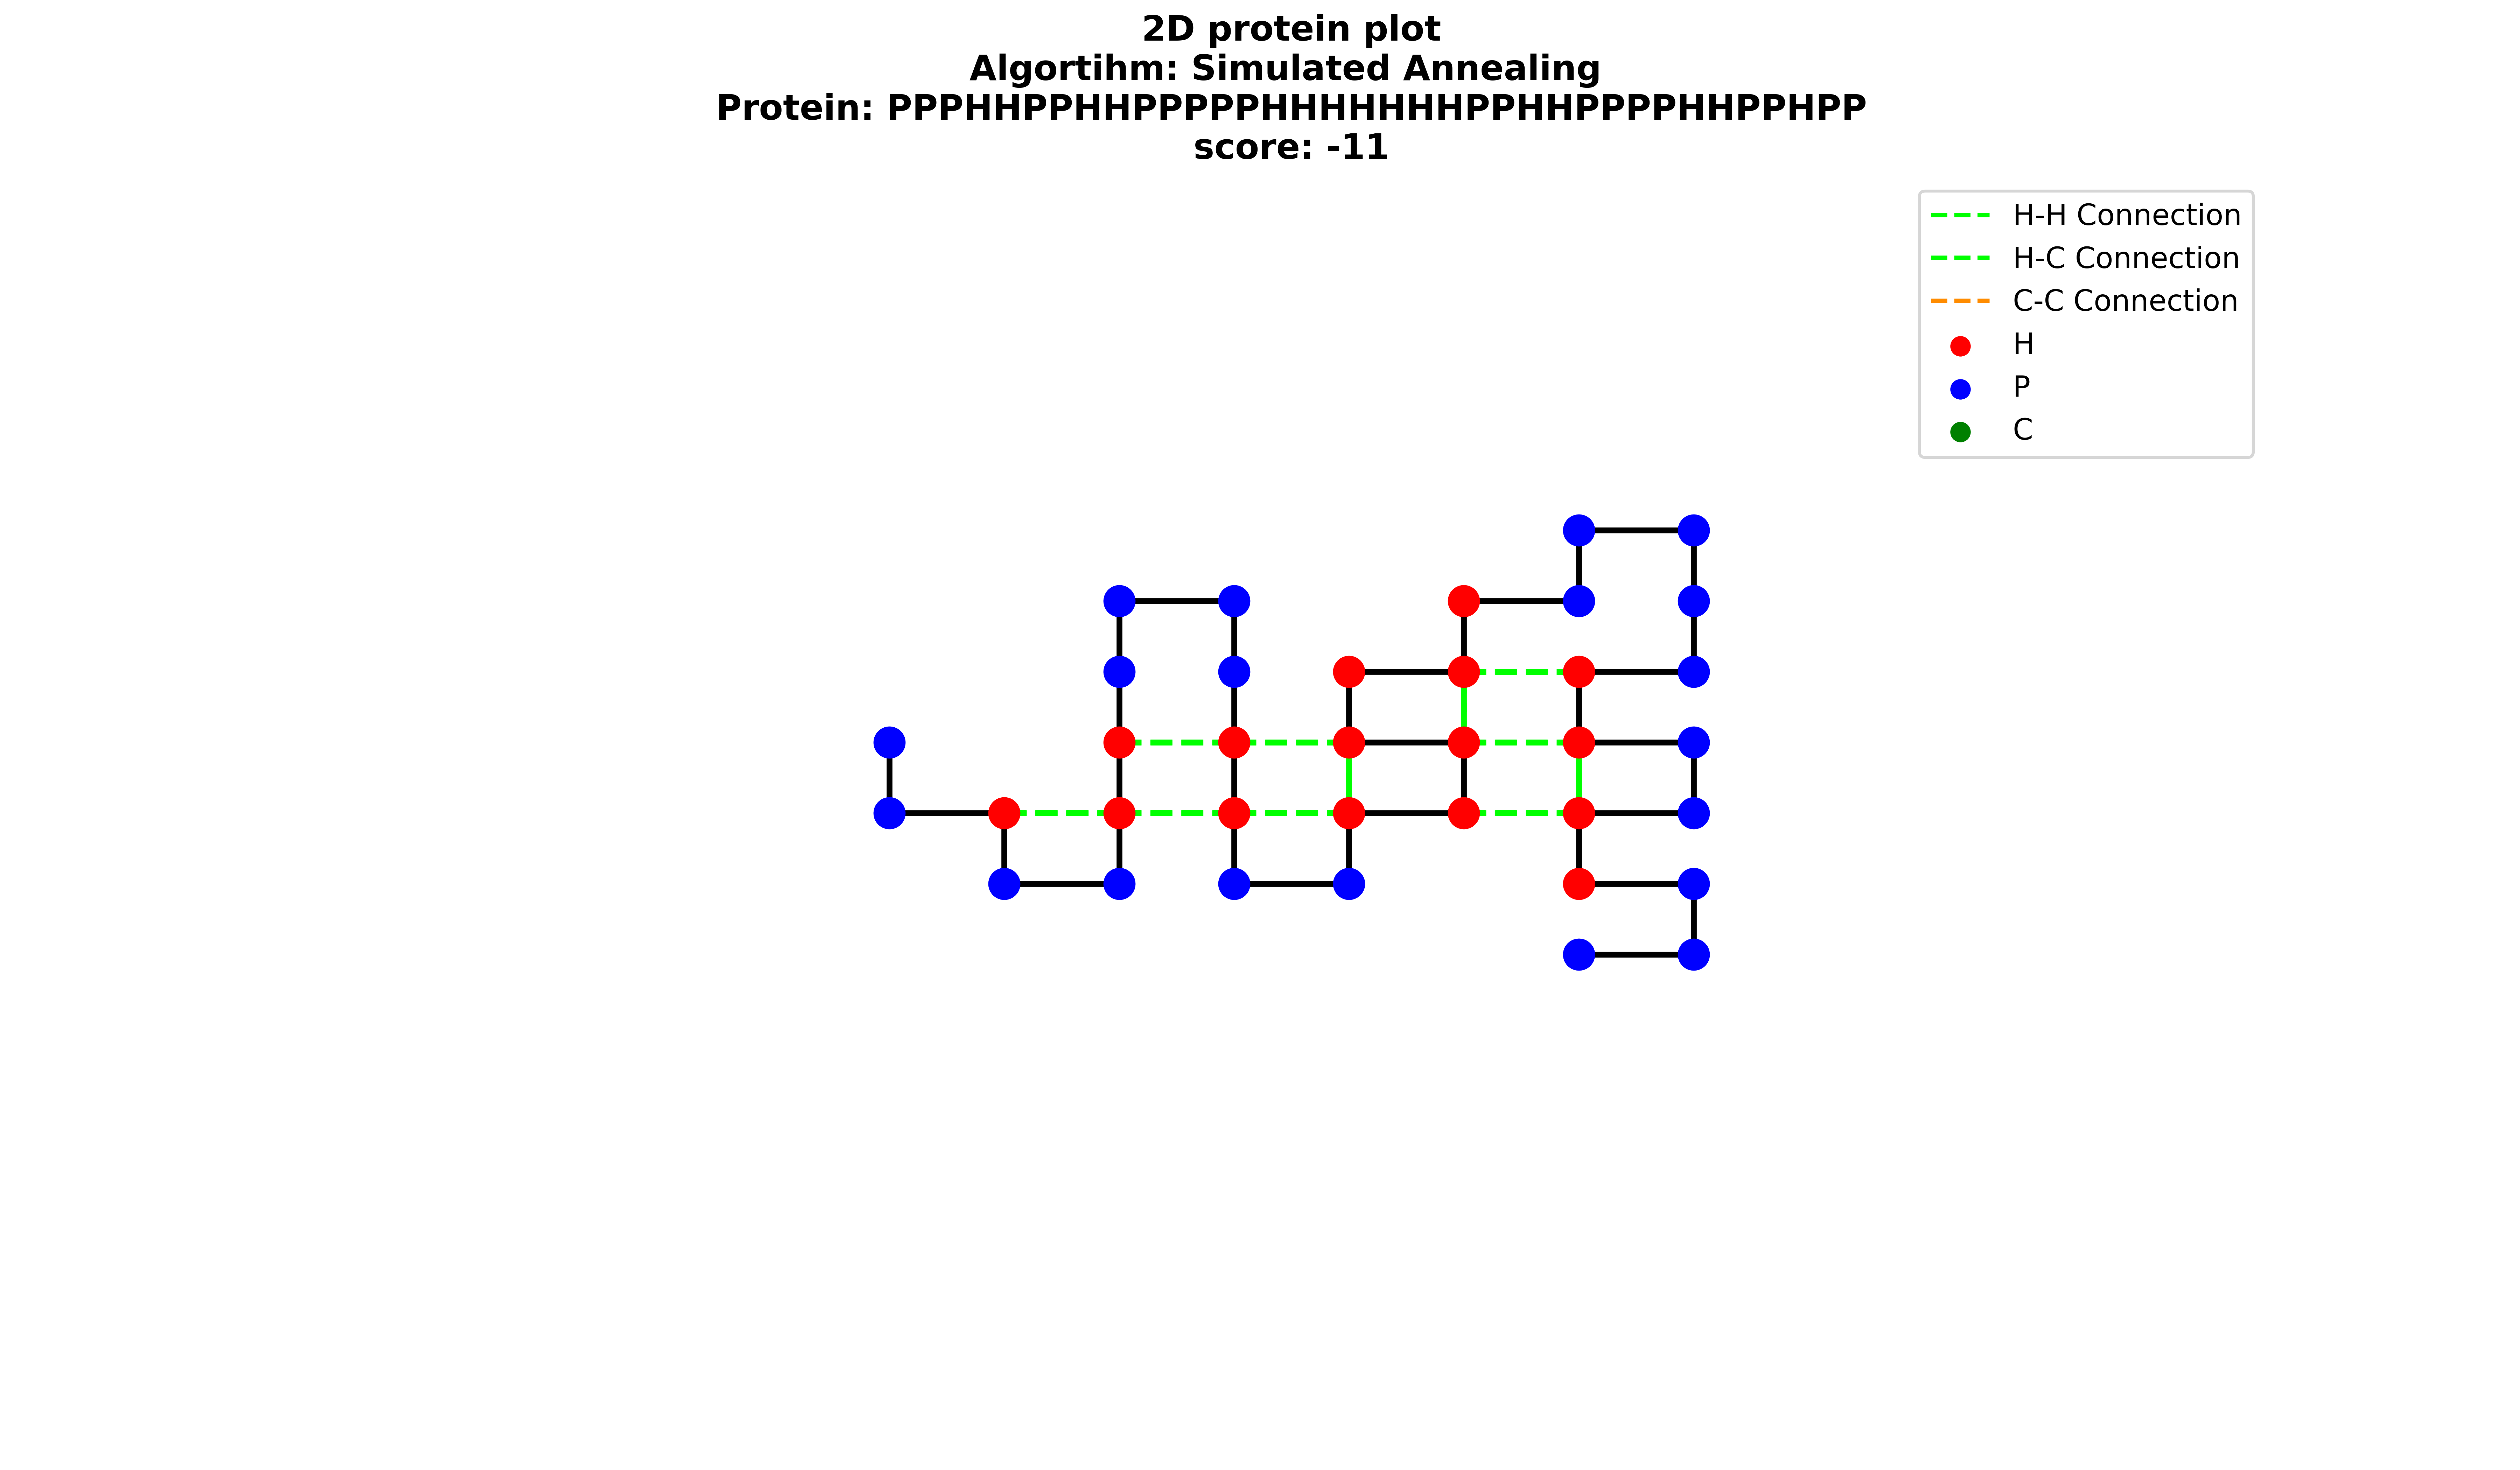 2D protein plot
Algortihm: Simulated Annealing
Protein: PPPHHPPHHPPPPPHHHHHHHPPHHPPPPHHPPHPP
score: -11
H-H Connection
H-C Connection
C-C Connection
H
P
C